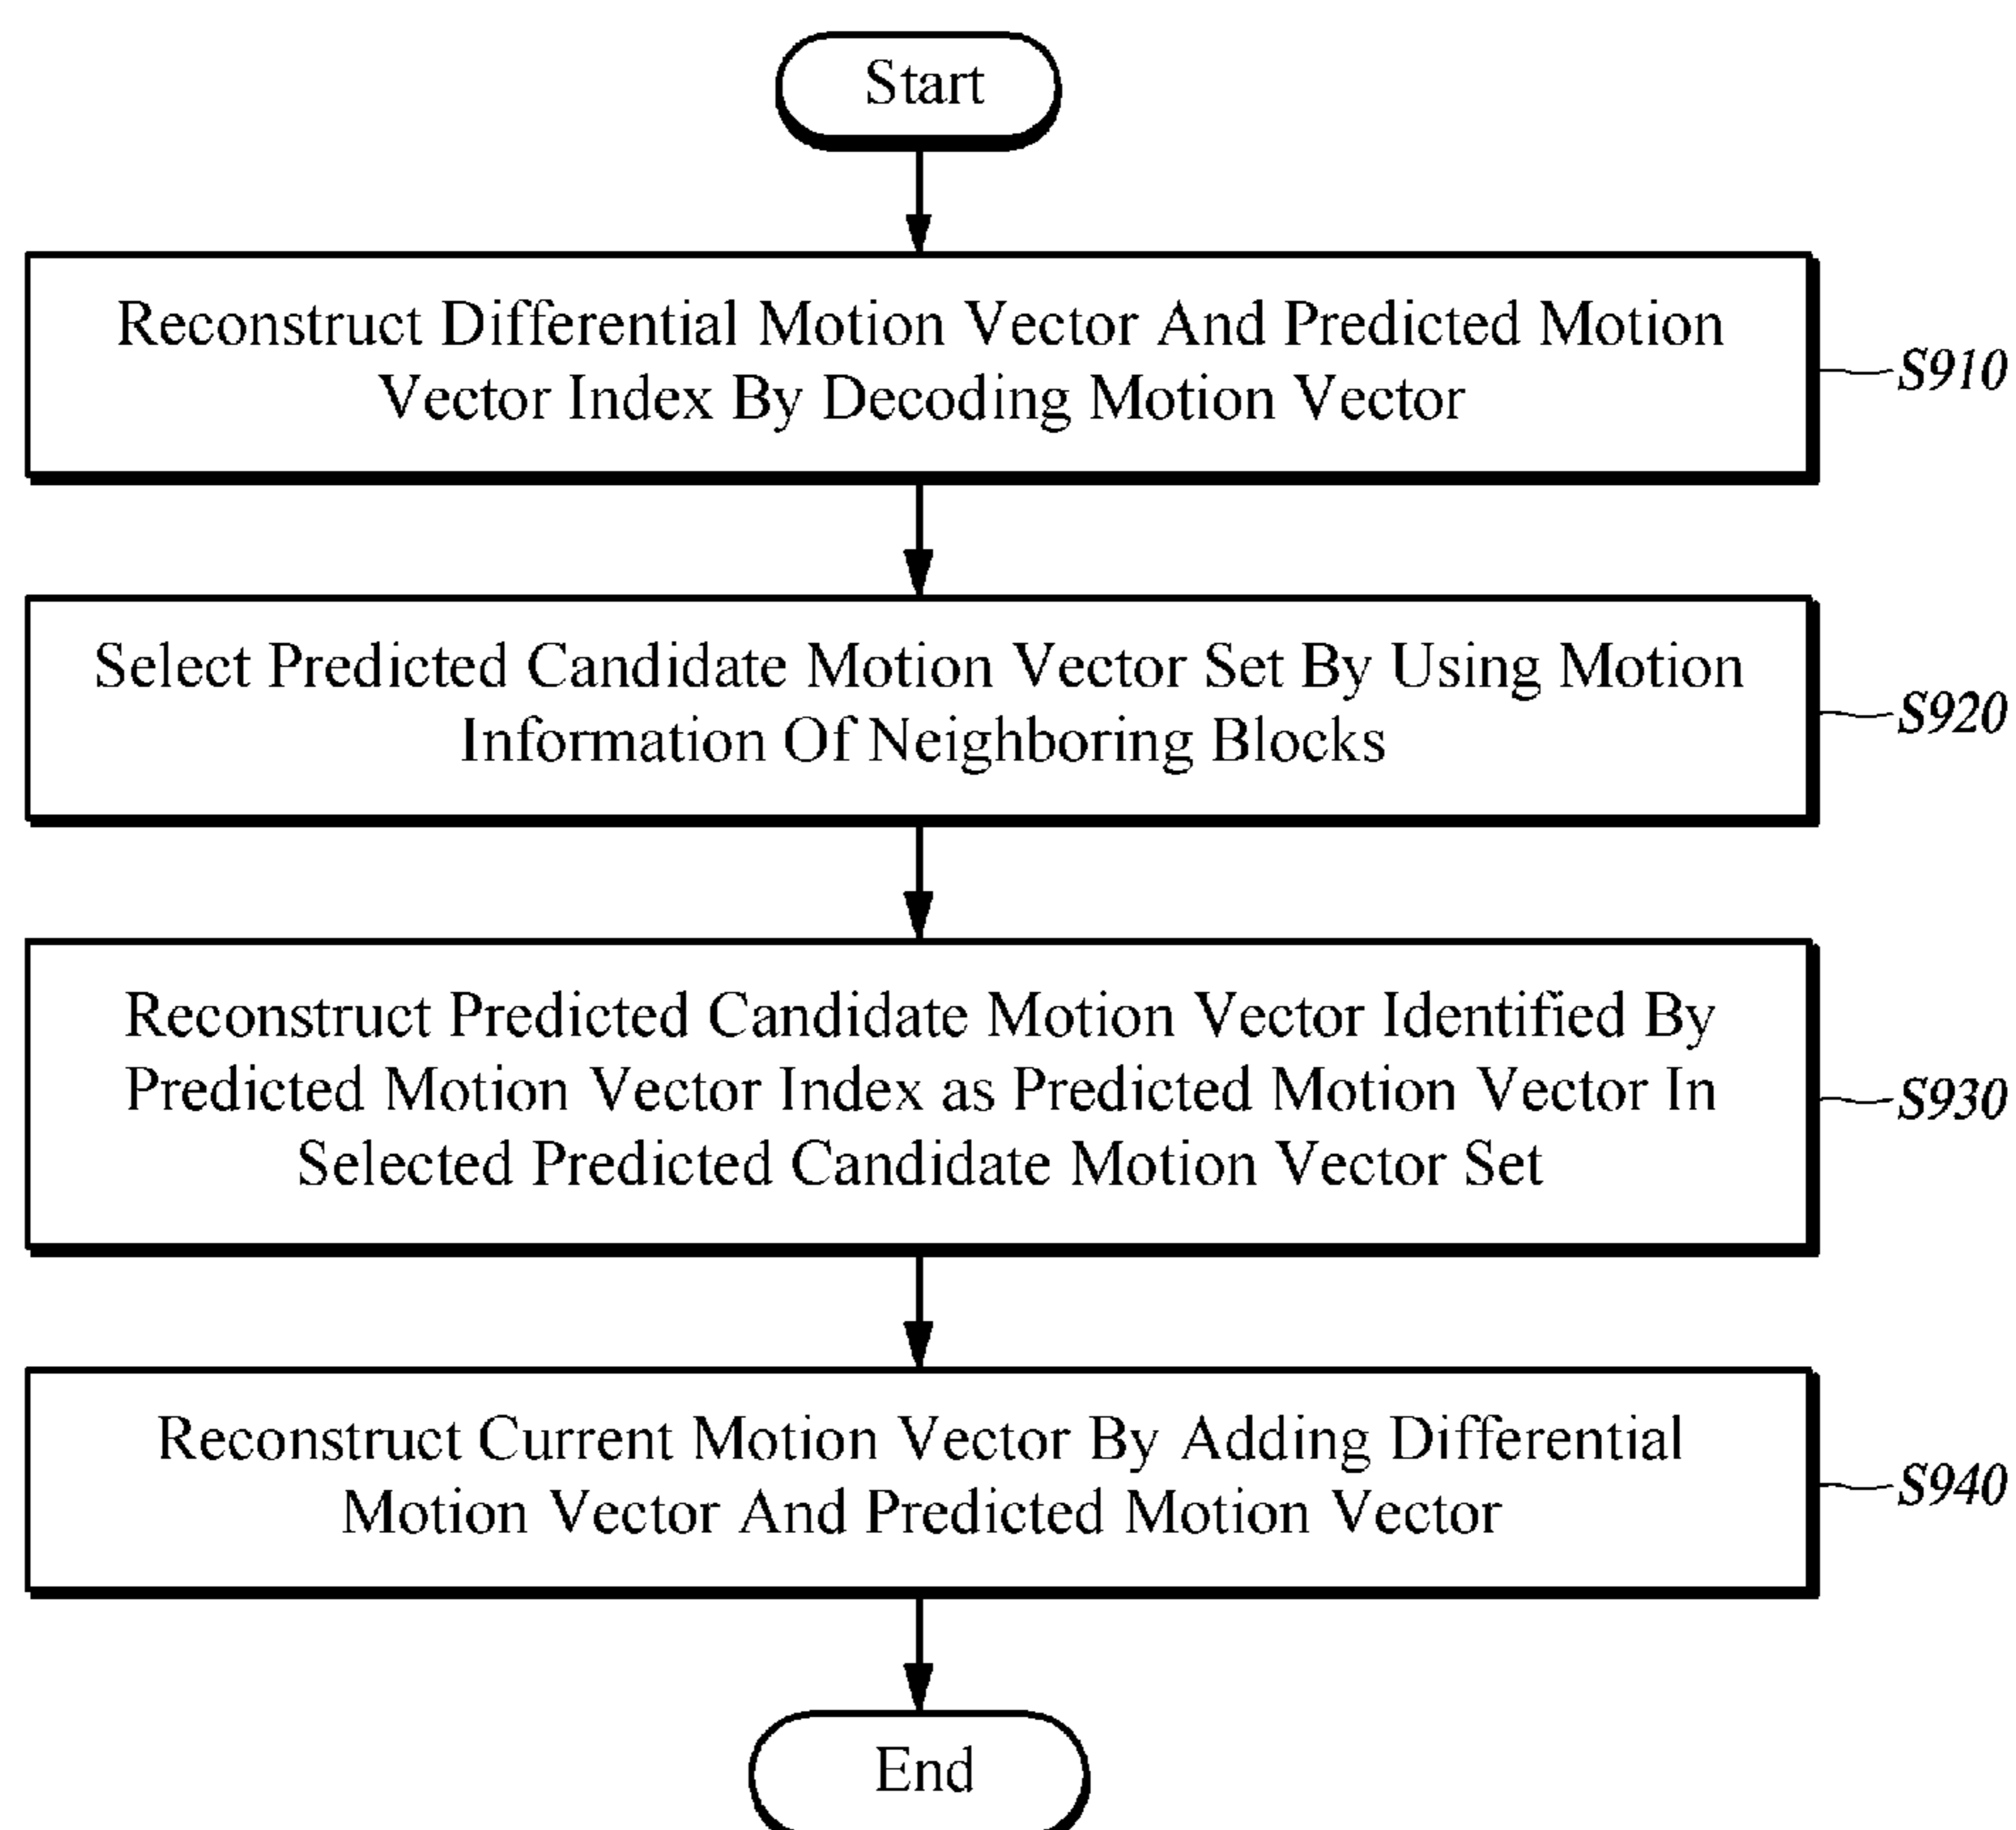 Start
Reconstruct Differential Motion Vector And Predicted Motion
Vector Index By Decoding Motion Vector
S910
Select Predicted Candidate Motion Vector Set By Using Motion
Information Of Neighboring Blocks
S920
Reconstruct Predicted Candidate Motion Vector Identified By
Predicted Motion Vector Index as Predicted Motion Vector In
Selected Predicted Candidate Motion Vector Set
S930
Reconstruct Current Motion Vector By Adding Differential
Motion Vector And Predicted Motion Vector
S940
End